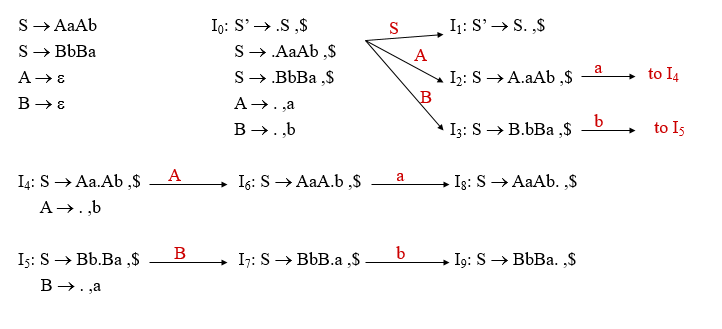 S → AaAb
S → BbBa
A → ε
B → ε
I₀: S’ → .S ,$
S → .AaAb ,$
S → .BbBa ,$
A → . ,a
B → . ,b
S
A
B
I₁: S’ → S. ,$
I₂: S → A.aAb ,$ a to I₄
I₃: S → B.bBa ,$ b to I₅
I₄: S → Aa.Ab ,$ A I₆: S → AaA.b ,$ a I₈: S → AaAb. ,$
A → . ,b
I₅: S → Bb.Ba ,$ B I₇: S → BbB.a ,$ b I₉: S → BbBa. ,$
B → . ,a